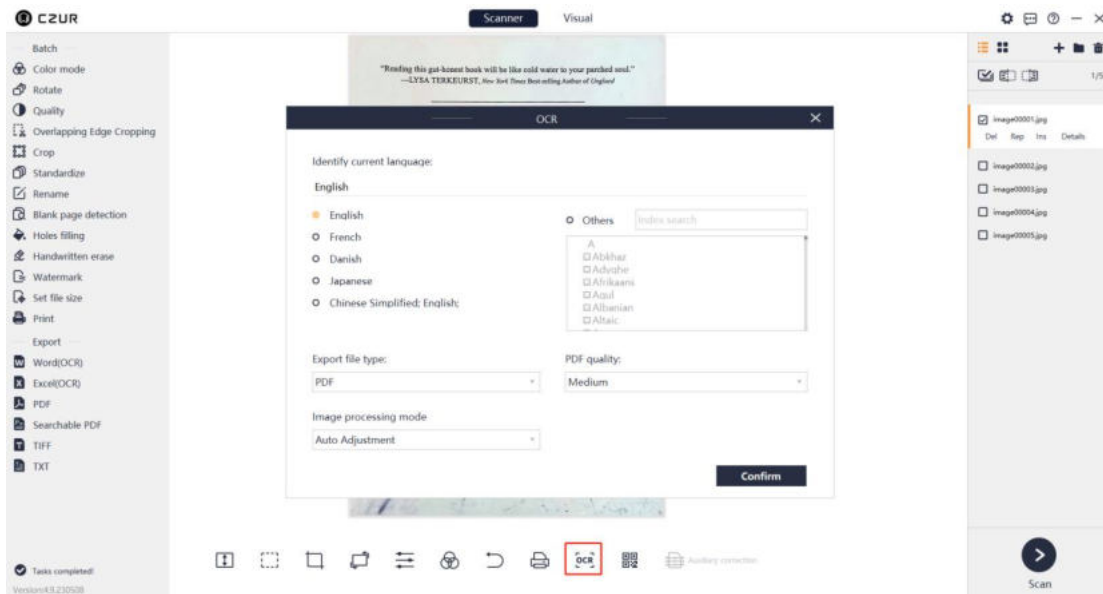 CZUR
Scanner
Visual
Batch
Color mode
Rotate
Quality
Overlapping Edge Cropping
Crop
Standardize
Rename
Blank page detection
Holes filling
Handwritten erase
Watermark
Set file size
Print
Export
Word(OCR)
Excel(OCR)
PDF
Searchable PDF
TIFF
TXT
Tasks completed!
Version:4.9.230508
"Reading this gut-honest book will be like cold water to your parched soul."
—LYSA TERKEURST, New York Times Best-selling Author of Unglued
OCR
Identify current language:
English
English
French
Danish
Japanese
Chinese Simplified; English;
Others
Index search
A
Abkhaz
Adyghe
Afrikaans
Agul
Albanian
Altaic
Export file type:
PDF
PDF quality:
Medium
Image processing mode
Auto Adjustment
Confirm
OCR
Auxiliary correction
1/5
image00001.jpg
Del Rep Ins Details
image00002.jpg
image00003.jpg
image00004.jpg
image00005.jpg
Scan